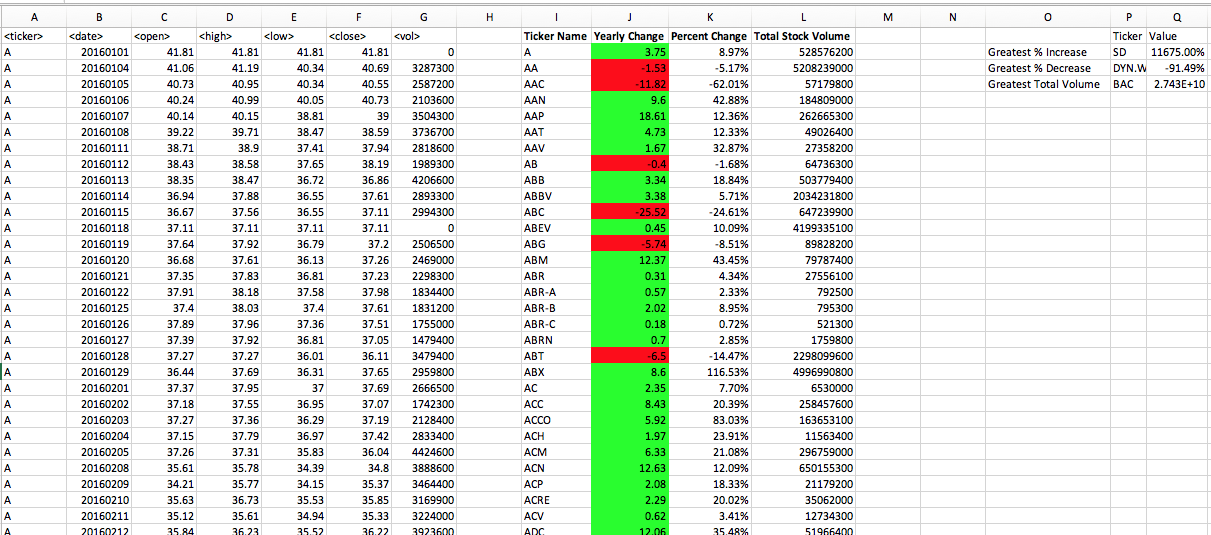 A B C D E F G H I J K L M N O P Q
<ticker> <date> <open> <high> <low> <close> <vol> Ticker Name Yearly Change Percent Change Total Stock Volume Ticker Value
A 20160101 41.81 41.81 41.81 41.81 0 A 3.75 8.97% 528576200 Greatest % Increase SD 11675.00%
A 20160104 41.06 41.19 40.34 40.69 3287300 AA -1.53 -5.17% 5208239000 Greatest % Decrease DYN.W -91.49%
A 20160105 40.73 40.95 40.34 40.55 2587200 AAC -11.82 -62.01% 57179800 Greatest Total Volume BAC 2.743E+10
A 20160106 40.24 40.99 40.05 40.73 2103600 AAN 9.6 42.88% 184809000
A 20160107 40.14 40.15 38.81 39 3504300 AAP 18.61 12.36% 262665300
A 20160108 39.22 39.71 38.47 38.59 3736700 AAT 4.73 12.33% 49026400
A 20160111 38.71 38.9 37.41 37.94 2818600 AAV 1.67 32.87% 27358200
A 20160112 38.43 38.58 37.65 38.19 1989300 AB -0.4 -1.68% 64736300
A 20160113 38.35 38.47 36.72 36.86 4206600 ABB 3.34 18.84% 503779400
A 20160114 36.94 37.88 36.55 37.61 2893300 ABBV 3.38 5.71% 2034231800
A 20160115 36.67 37.56 36.55 37.11 2994300 ABC -25.52 -24.61% 647239900
A 20160118 37.11 37.11 37.11 37.11 0 ABEV 0.45 10.09% 4199335100
A 20160119 37.64 37.92 36.79 37.2 2506500 ABG -5.74 -8.51% 89828200
A 20160120 36.68 37.61 36.13 37.26 2469000 ABM 12.37 43.45% 79787400
A 20160121 37.35 37.83 36.81 37.23 2298300 ABR 0.31 4.34% 27556100
A 20160122 37.91 38.18 37.58 37.98 1834400 ABR-A 0.57 2.33% 792500
A 20160125 37.4 38.03 37.4 37.61 1831200 ABR-B 2.02 8.95% 795300
A 20160126 37.89 37.96 37.36 37.51 1755000 ABR-C 0.18 0.72% 521300
A 20160127 37.39 37.92 36.81 37.05 1479400 ABRN 0.7 2.85% 1759800
A 20160128 37.27 37.27 36.01 36.11 3479400 ABT -6.5 -14.47% 2298099600
A 20160129 36.44 37.69 36.31 37.65 2959800 ABX 8.6 116.53% 4996990800
A 20160201 37.37 37.95 37 37.69 2666500 AC 2.35 7.70% 6530000
A 20160202 37.18 37.55 36.95 37.07 1742300 ACC 8.43 20.39% 258457600
A 20160203 37.27 37.36 36.29 37.19 2128400 ACCO 5.92 83.03% 163653100
A 20160204 37.15 37.79 36.97 37.42 2833400 ACH 1.97 23.91% 11563400
A 20160205 37.26 37.31 35.83 36.04 4424600 ACM 6.33 21.08% 296759000
A 20160208 35.61 35.78 34.39 34.8 3888600 ACN 12.63 12.09% 650155300
A 20160209 34.21 35.77 34.15 35.37 3464400 ACP 2.08 18.33% 21179200
A 20160210 35.63 36.73 35.53 35.85 3169900 ACRE 2.29 20.02% 35062000
A 20160211 35.12 35.61 34.94 35.33 3224000 ACV 0.62 3.41% 12734300
A 20160212 35.84 36.23 35.52 36.22 3923600 ADC 12.06 35.48% 51966400